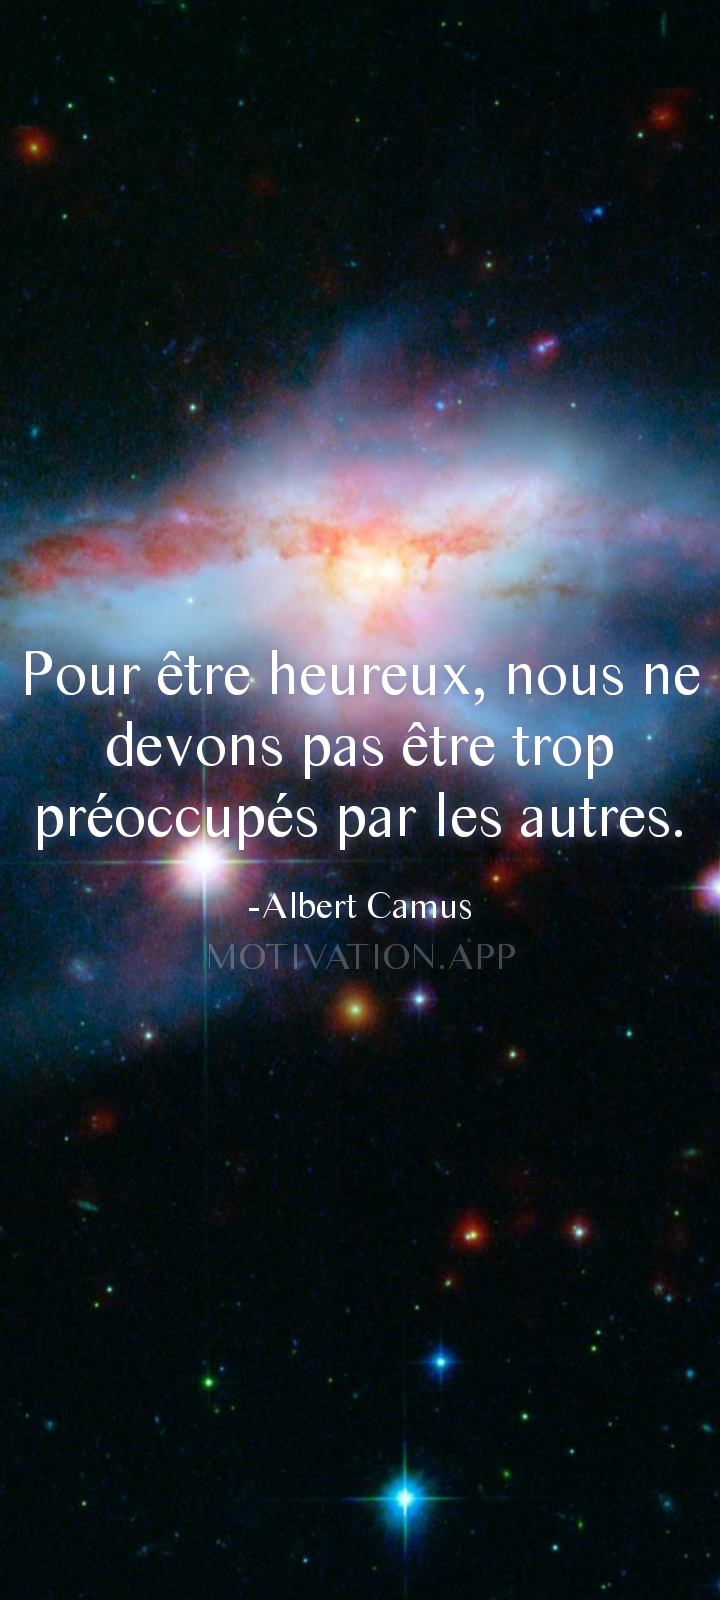 Pour être heureux, nous ne
devons pas être trop
préoccupés par les autres.
-Albert Camus
MOTIVATION.APP